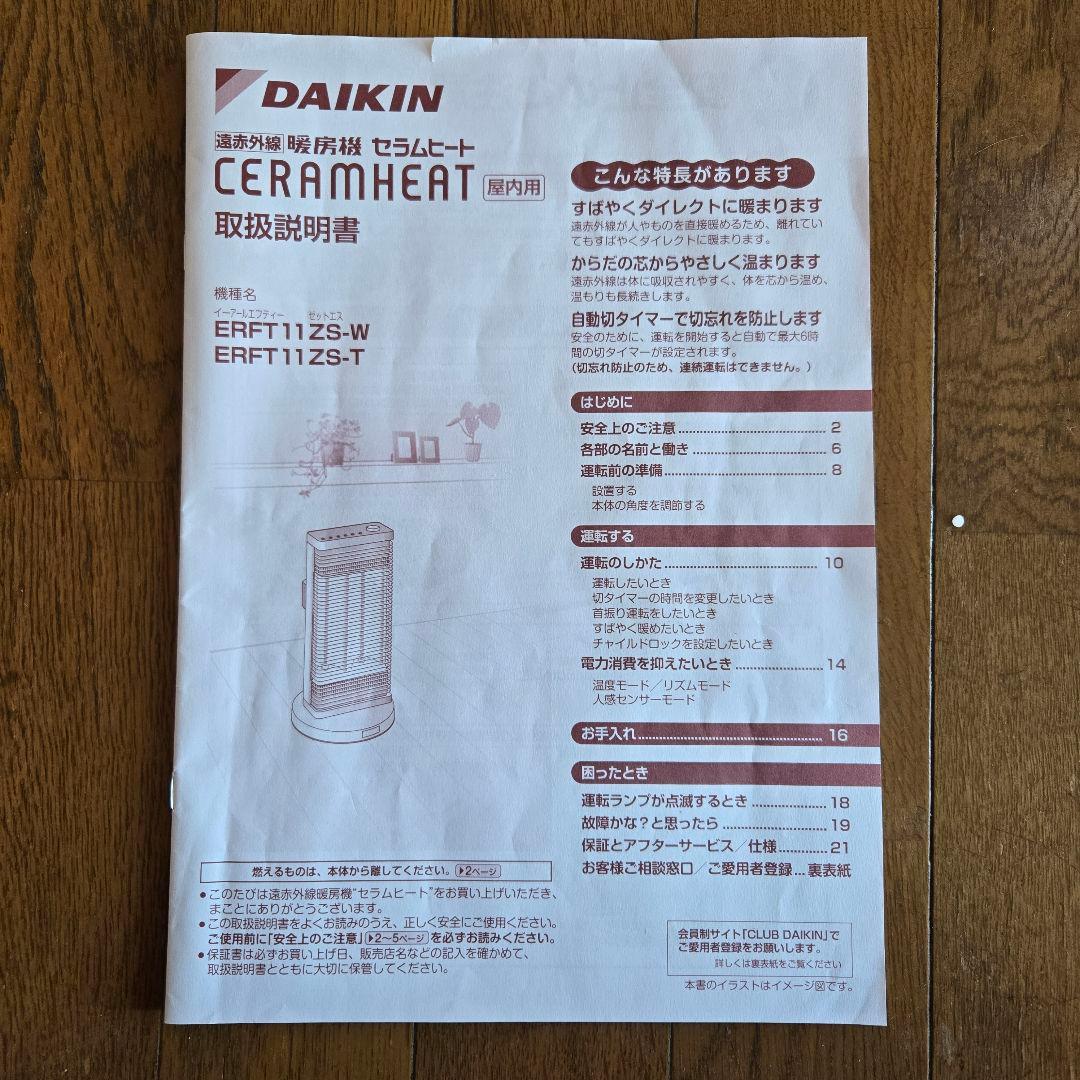 DAIKIN
遠赤外線 暖房機 セラムヒート
CERAMHEAT 屋内用
取扱説明書
機種名
イーアールエフティー ゼットエス
ERFT11ZS-W
ERFT11ZS-T
燃えるものは、本体から離してください。▶2ページ
●このたびは遠赤外線暖房機“セラムヒート”をお買い上げいただき、
まことにありがとうございます。
●この取扱説明書をよくお読みのうえ、正しく安全にご使用ください。
ご使用前に「安全上のご注意」▶2〜5ページを必ずお読みください。
●保証書は必ずお買い上げ日、販売店名などの記入を確かめて、
取扱説明書とともに大切に保管してください。
こんな特長があります
すばやくダイレクトに暖まります
遠赤外線が人やものを直接暖めるため、離れてい
てもすばやくダイレクトに暖まります。
からだの芯からやさしく温まります
遠赤外線は体に吸収されやすく、体を芯から温め、
温もりも長続きします。
自動切タイマーで切忘れを防止します
安全のために、運転を開始すると自動で最大6時
間の切タイマーが設定されます。
(切忘れ防止のため、連続運転はできません。)
はじめに
安全上のご注意 2
各部の名前と働き 6
運転前の準備 8
設置する
本体の角度を調節する
運転する
運転のしかた 10
運転したいとき
切タイマーの時間を変更したいとき
首振り運転をしたいとき
すばやく暖めたいとき
チャイルドロックを設定したいとき
電力消費を抑えたいとき 14
温度モード／リズムモード
人感センサーモード
お手入れ 16
困ったとき
運転ランプが点滅するとき 18
故障かな？と思ったら 19
保証とアフターサービス／仕様 21
お客様ご相談窓口／ご愛用者登録…裏表紙
会員制サイト「CLUB DAIKIN」で
ご愛用者登録をお願いします。
詳しくは裏表紙をご覧ください
本書のイラストはイメージ図です。